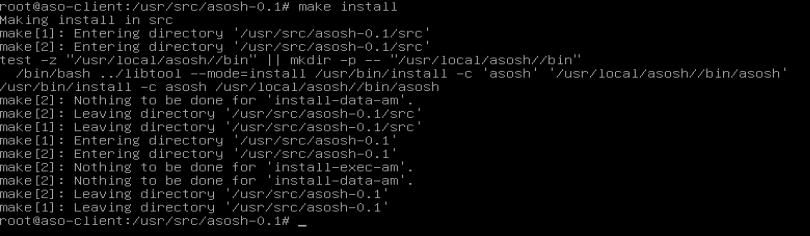 root@aso-client:/usr/src/asosh-0.1# make install
Making install in src
make[1]: Entering directory '/usr/src/asosh-0.1/src'
make[2]: Entering directory '/usr/src/asosh-0.1/src'
test -z "/usr/local/asosh//bin" || mkdir -p -- "/usr/local/asosh//bin"
  /bin/bash ../libtool --mode=install /usr/bin/install -c 'asosh' '/usr/local/asosh//bin/asosh'
/usr/bin/install -c asosh /usr/local/asosh//bin/asosh
make[2]: Nothing to be done for 'install-data-am'.
make[2]: Leaving directory '/usr/src/asosh-0.1/src'
make[1]: Leaving directory '/usr/src/asosh-0.1/src'
make[1]: Entering directory '/usr/src/asosh-0.1'
make[2]: Entering directory '/usr/src/asosh-0.1'
make[2]: Nothing to be done for 'install-exec-am'.
make[2]: Nothing to be done for 'install-data-am'.
make[2]: Leaving directory '/usr/src/asosh-0.1'
make[1]: Leaving directory '/usr/src/asosh-0.1'
root@aso-client:/usr/src/asosh-0.1# _